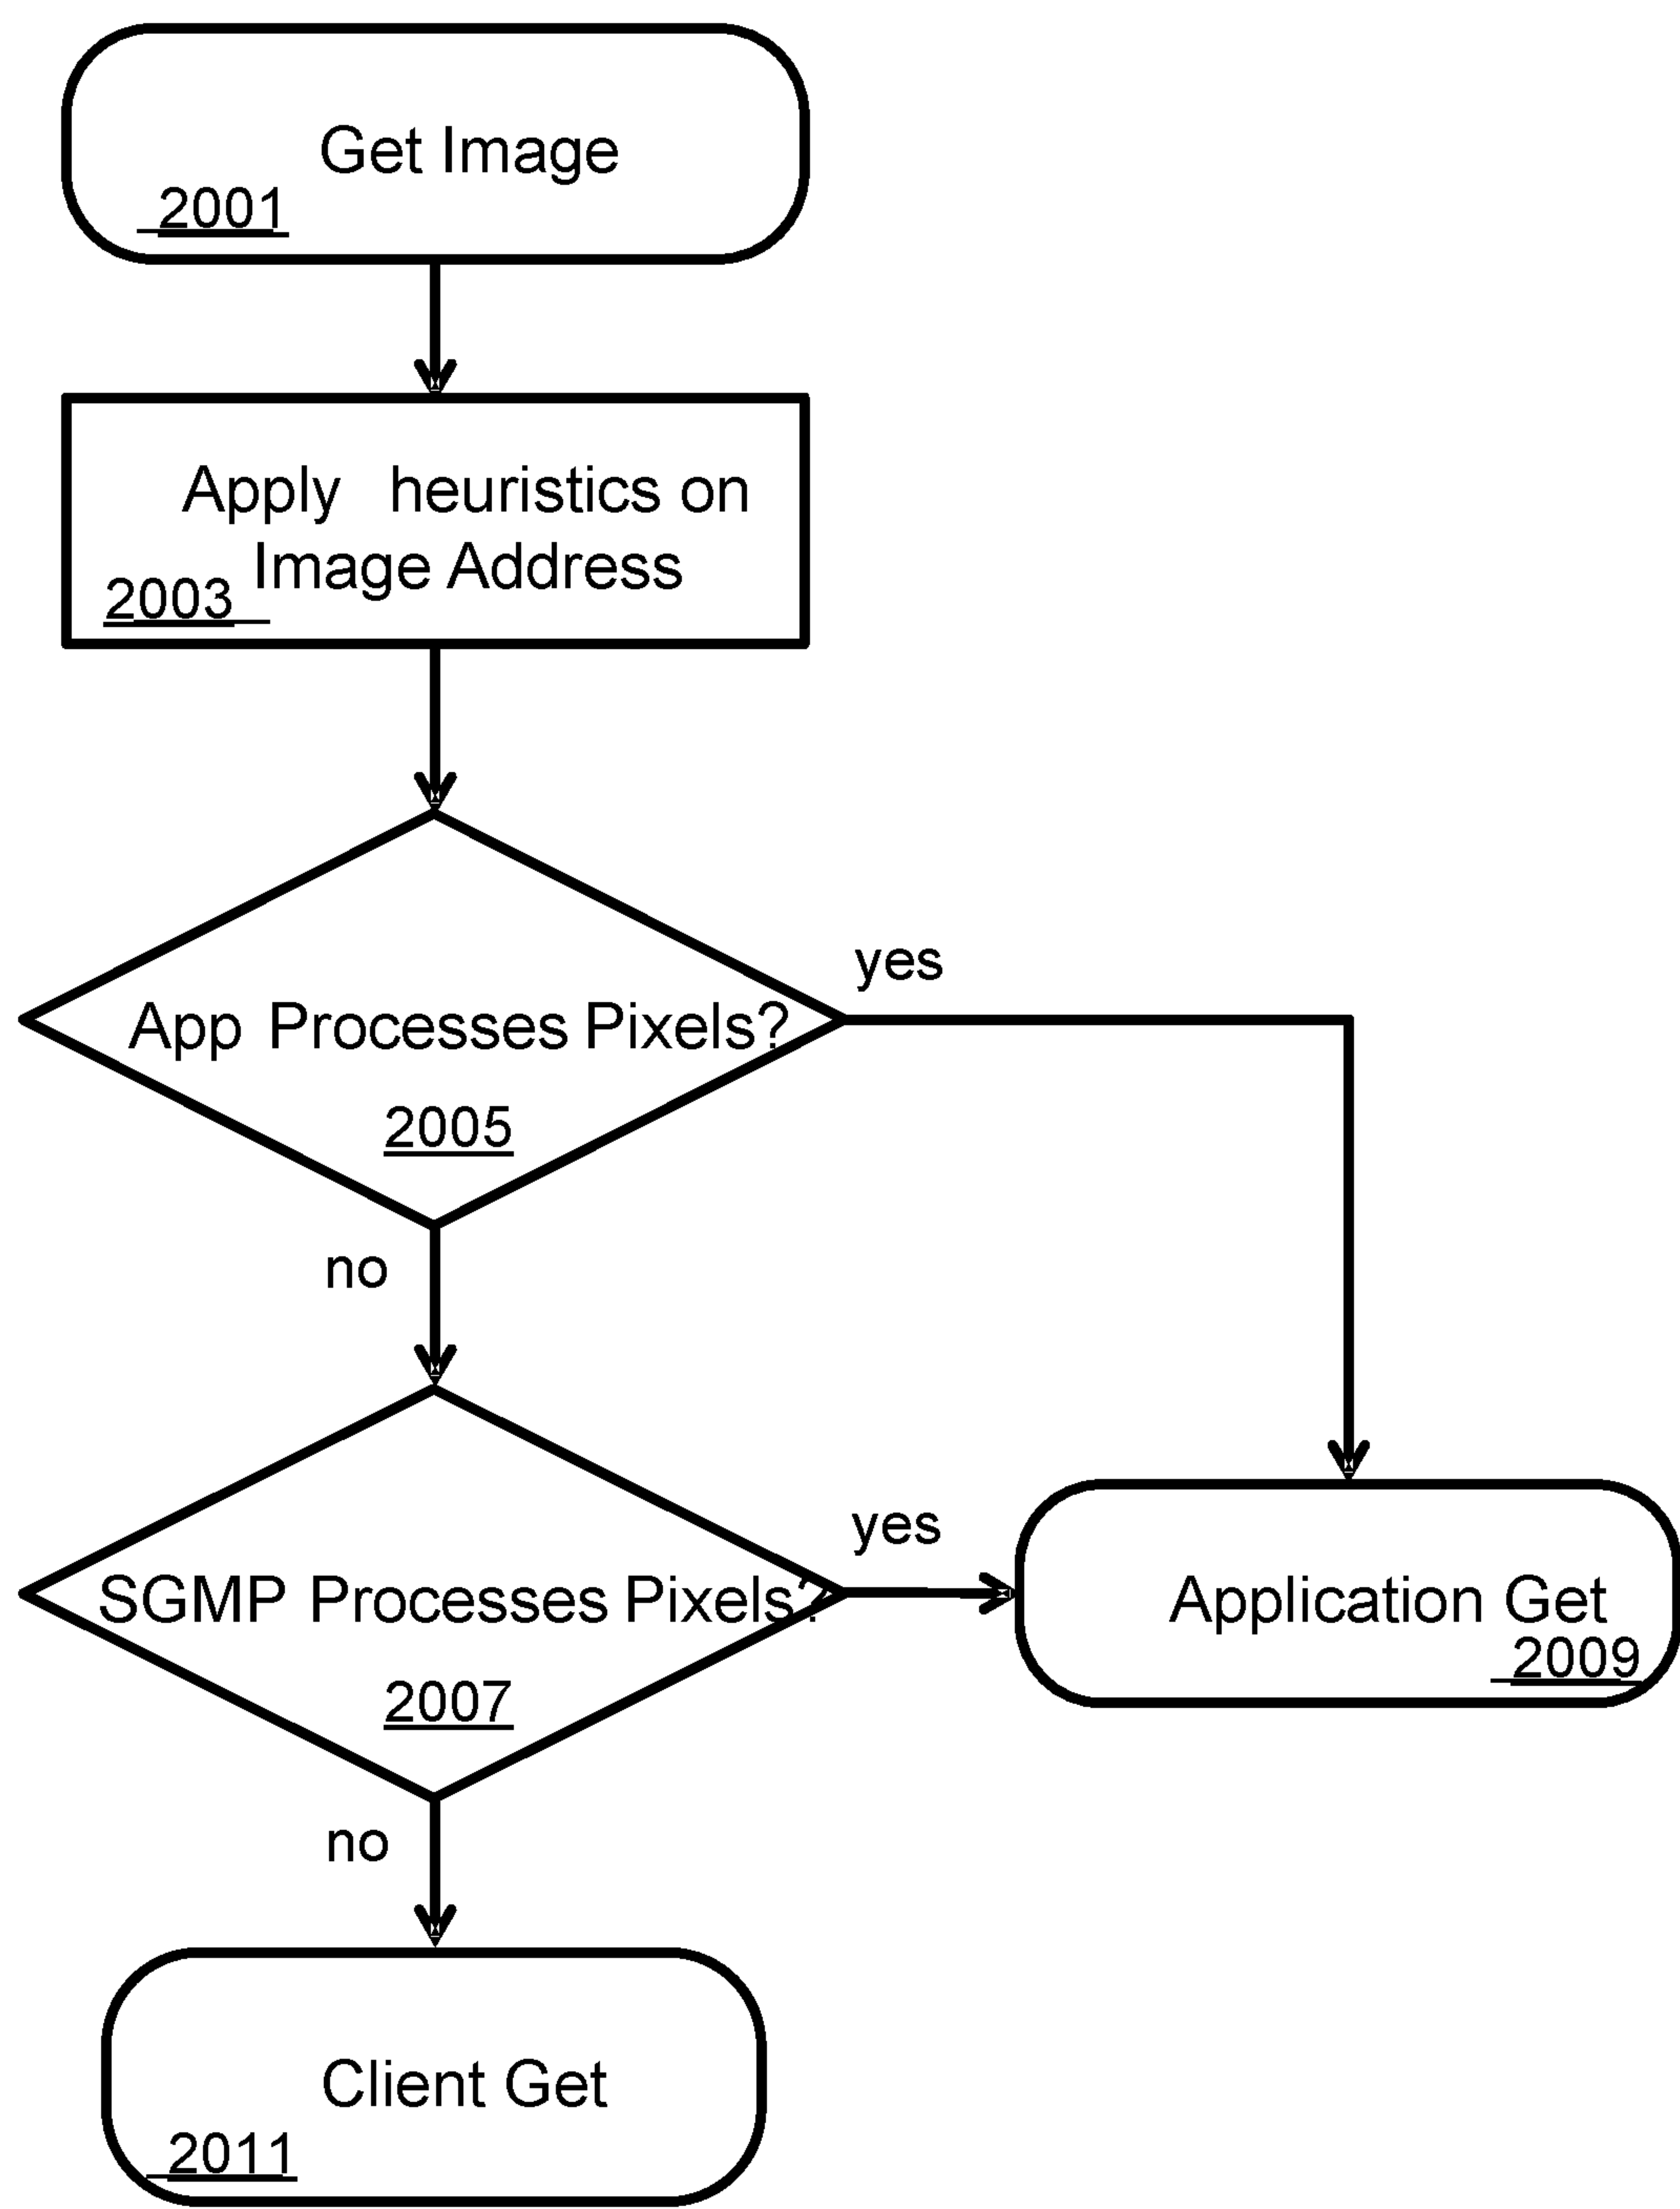 Get Image
2001
Apply heuristics on
Image Address
2003
yes
App Processes Pixels?
2005
no
yes
SGMP Processes Pixels?
Application Get
2009
2007
no
Client Get
2011